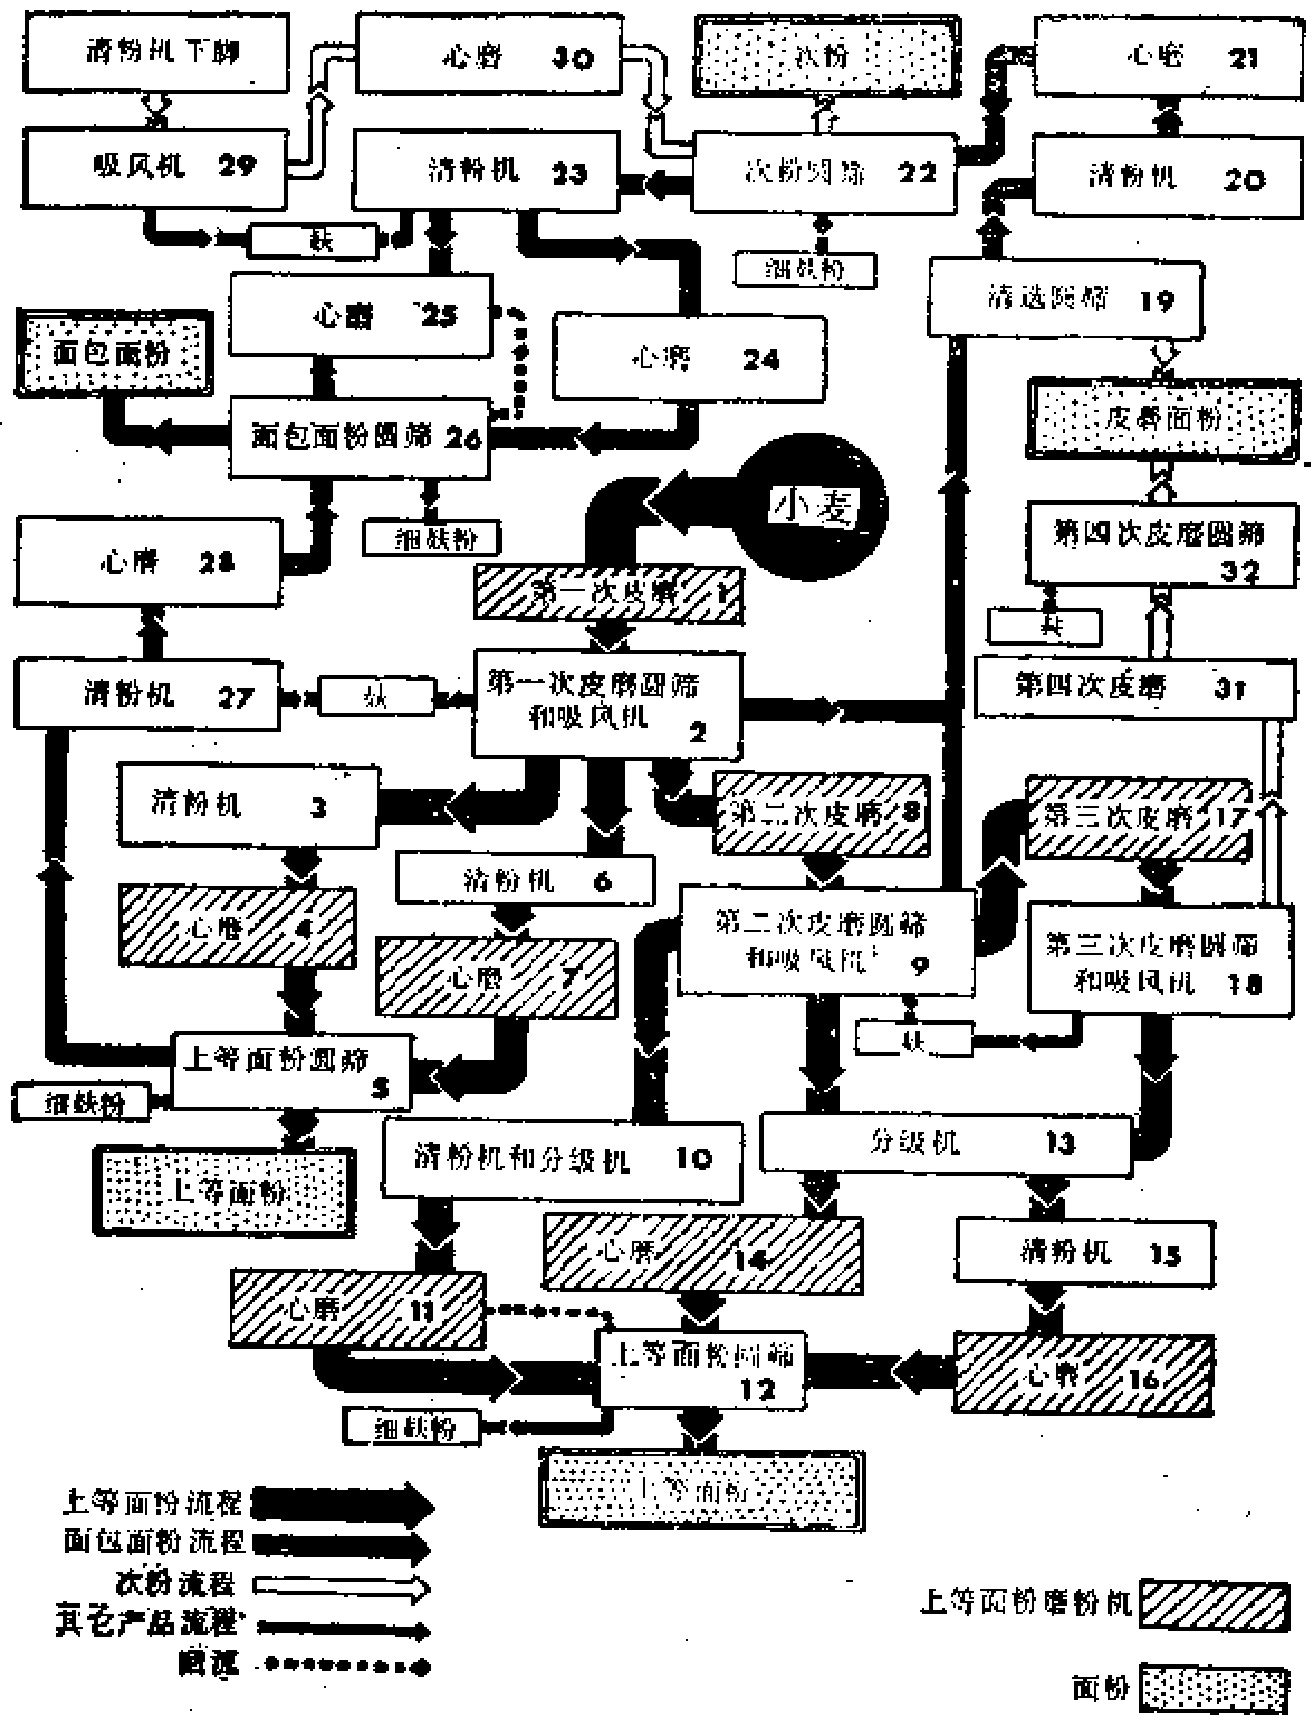 清粉机下脚
心磨 30
次粉
心磨 21
吸风机 29
清粉机 23
次粉圆筛 22
清粉机 20
麸
细麸粉
清选圆筛 19
心磨 25
面包面粉
心磨 24
皮磨面粉
面包面粉圆筛 26
小麦
细麸粉
第四次皮磨圆筛
32
心磨 28
第一次皮磨 1
麸
清粉机 27
麸
第一次皮磨圆筛
和吸风机 2
第四次皮磨 31
清粉机 3
第二次皮磨 8
第三次皮磨 17
清粉机 6
心磨 4
心磨 7
第二次皮磨圆筛
和吸风机 9
第三次皮磨圆筛
和吸风机 18
麸
上等面粉圆筛
5
细麸粉
清粉机和分级机 10
分级机 13
上等面粉
心磨 14
清粉机 15
心磨 11
上等面粉圆筛
12
心磨 16
细麸粉
上等面粉
上等面粉流程
面包面粉流程
次粉流程
其它产品流程
回流
上等面粉磨粉机
面粉